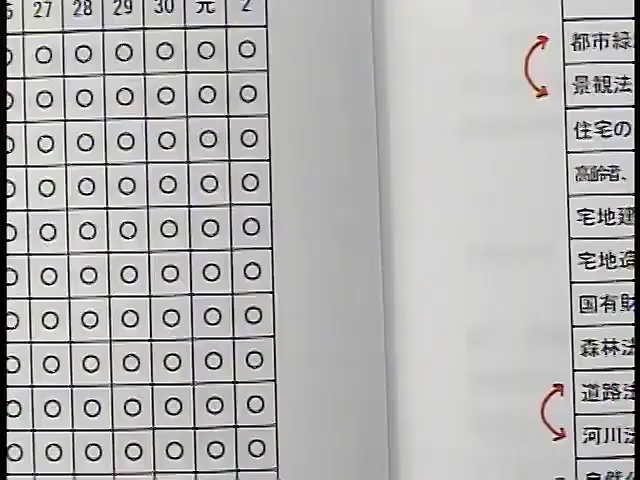 27 28 29 30 元 2
○ ○ ○ ○ ○ ○
○ ○ ○ ○ ○ ○
○ ○ ○ ○ ○ ○
○ ○ ○ ○ ○ ○
○ ○ ○ ○ ○ ○
○ ○ ○ ○ ○ ○
○ ○ ○ ○ ○ ○
○ ○ ○ ○ ○ ○
○ ○ ○ ○ ○ ○
○ ○ ○ ○ ○ ○
都市緑
景観法
住宅の
高齢者、
宅地建
宅地造
国有財
森林法
道路法
河川法